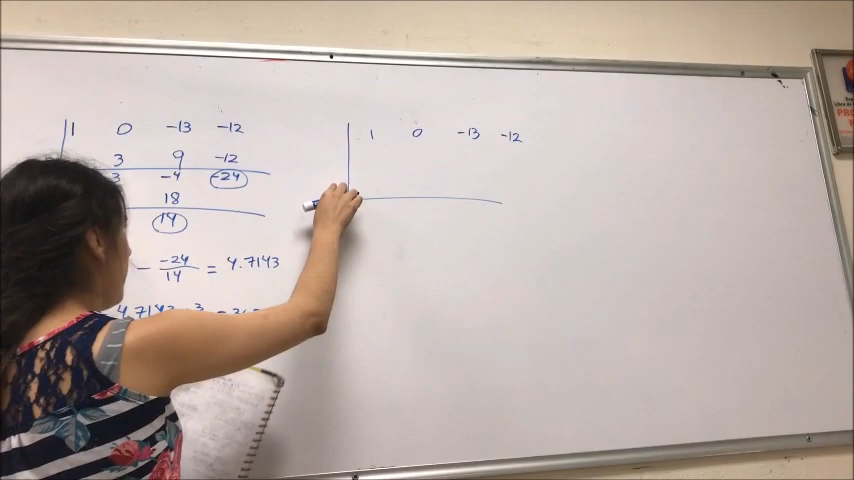 1 0 -13 -12
3 9 -12
3 -4 -24
18
14
- -24/14 = 4.7143
1 0 -13 -12